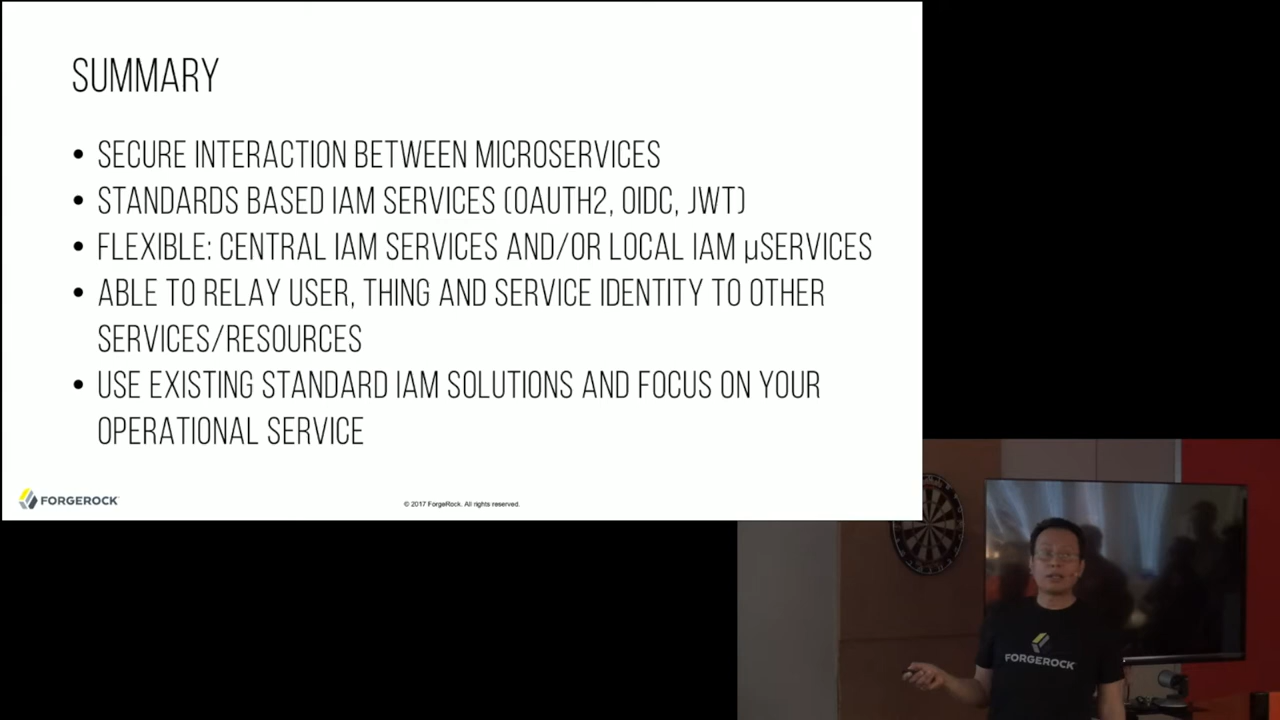 SUMMARY
• SECURE INTERACTION BETWEEN MICROSERVICES
• STANDARDS BASED IAM SERVICES (OAUTH2, OIDC, JWT)
• FLEXIBLE: CENTRAL IAM SERVICES AND/OR LOCAL IAM µSERVICES
• ABLE TO RELAY USER, THING AND SERVICE IDENTITY TO OTHER
SERVICES/RESOURCES
• USE EXISTING STANDARD IAM SOLUTIONS AND FOCUS ON YOUR
OPERATIONAL SERVICE
FORGEROCK
© 2017 ForgeRock. All rights reserved.
FORGEROCK